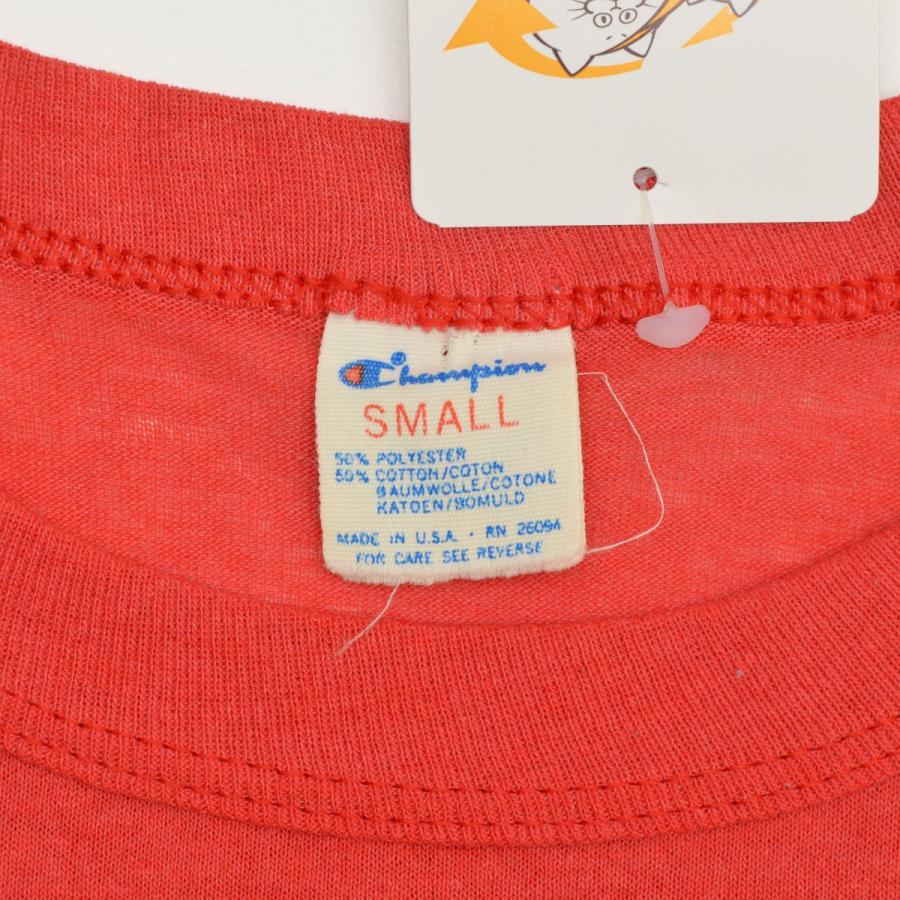 Champion
SMALL
50% POLYESTER
50% COTTON/COTON
BAUMWOLLE/COTONE
KATOEN/BOMULD
MADE IN U.S.A. · RN 26094
FOR CARE SEE REVERSE